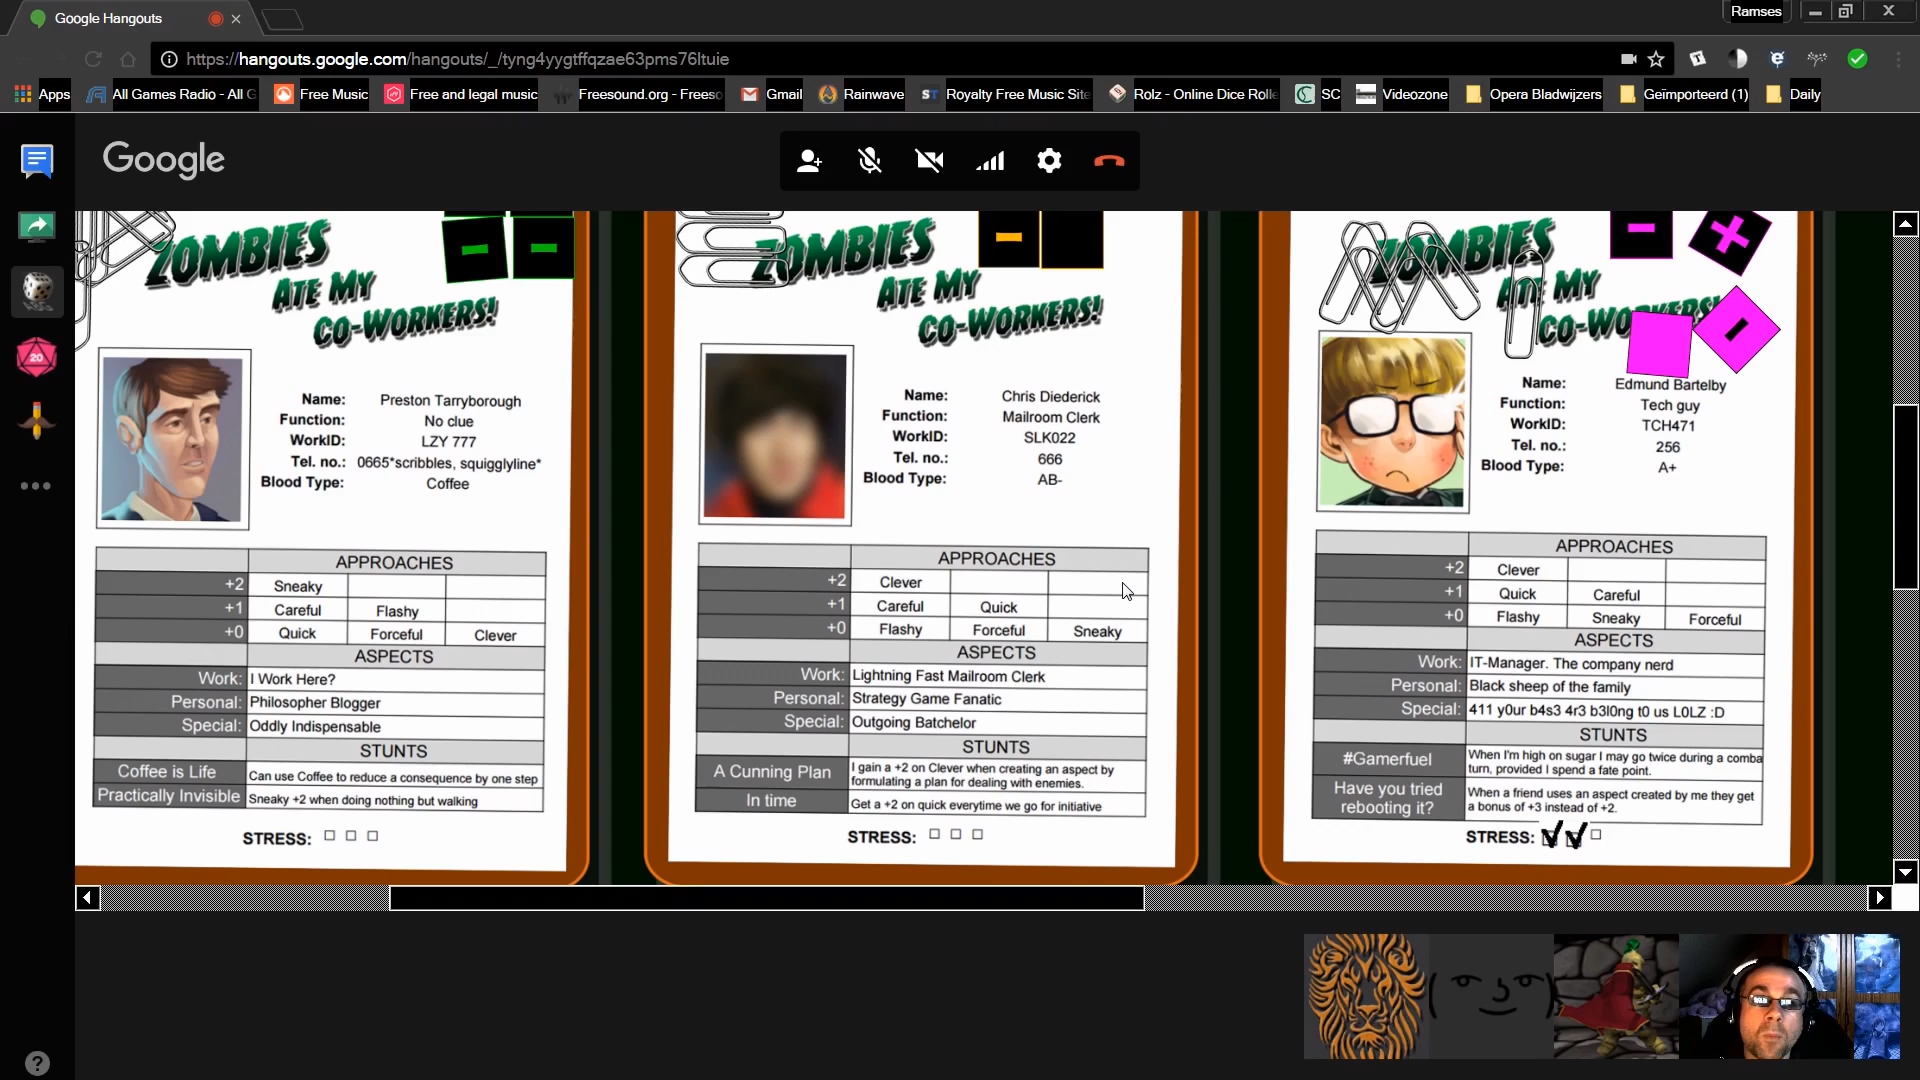 Google Hangouts
Ramses
https://hangouts.google.com/hangouts/_/tyng4yygtffqzae63pms76ltuie
Apps All Games Radio - All G Free Music Free and legal music Freesound.org - Freeso Gmail Rainwave ST Royalty Free Music Site Rolz - Online Dice Rolle SC Videozone Opera Bladwijzers Geïmporteerd (1) Daily
Google
20
ZOMBIES
ATE MY
CO-WORKERS!
Name: Preston Tarryborough
Function: No clue
WorkID: LZY 777
Tel. no.: 0665*scribbles, squigglyline*
Blood Type: Coffee
APPROACHES
+2 Sneaky
+1 Careful Flashy
+0 Quick Forceful Clever
ASPECTS
Work: I Work Here?
Personal: Philosopher Blogger
Special: Oddly Indispensable
STUNTS
Coffee is Life Can use Coffee to reduce a consequence by one step
Practically Invisible Sneaky +2 when doing nothing but walking
STRESS:
ZOMBIES
ATE MY
CO-WORKERS!
Name: Chris Diederick
Function: Mailroom Clerk
WorkID: SLK022
Tel. no.: 666
Blood Type: AB-
APPROACHES
+2 Clever
+1 Careful Quick
+0 Flashy Forceful Sneaky
ASPECTS
Work: Lightning Fast Mailroom Clerk
Personal: Strategy Game Fanatic
Special: Outgoing Batchelor
STUNTS
A Cunning Plan I gain a +2 on Clever when creating an aspect by
formulating a plan for dealing with enemies.
In time Get a +2 on quick everytime we go for initiative
STRESS:
ZOMBIES
ATE MY
CO-WORKERS!
Name: Edmund Bartelby
Function: Tech guy
WorkID: TCH471
Tel. no.: 256
Blood Type: A+
APPROACHES
+2 Clever
+1 Quick Careful
+0 Flashy Sneaky Forceful
ASPECTS
Work: IT-Manager. The company nerd
Personal: Black sheep of the family
Special: 411 y0ur b4s3 4r3 b3l0ng t0 us L0LZ :D
STUNTS
#Gamerfuel When I'm high on sugar I may go twice during a comba
turn, provided I spend a fate point.
Have you tried When a friend uses an aspect created by me they get
rebooting it? a bonus of +3 instead of +2.
STRESS: